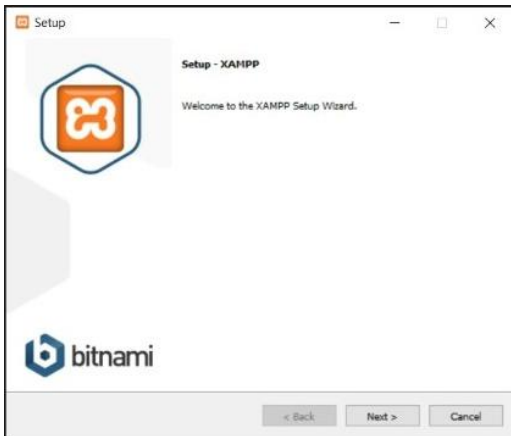 Setup
Setup - XAMPP
Welcome to the XAMPP Setup Wizard.
bitnami
< Back
Next >
Cancel